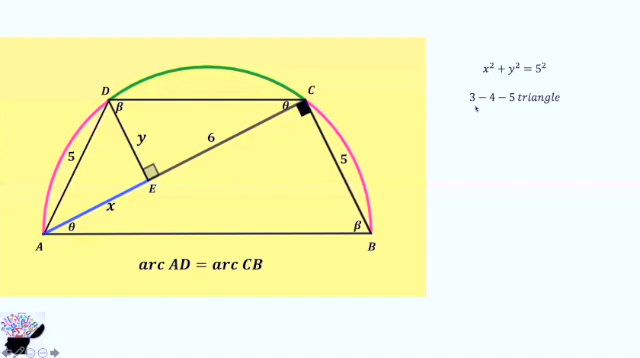 x² + y² = 5²
3 − 4 − 5 triangle
D
C
β
θ
y
6
5
5
E
x
θ
β
A
B
arc AD = arc CB